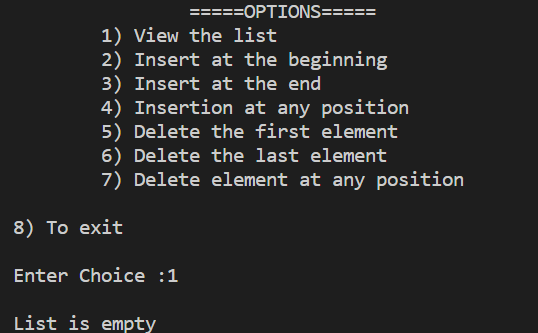 =====OPTIONS=====
1) View the list
2) Insert at the beginning
3) Insert at the end
4) Insertion at any position
5) Delete the first element
6) Delete the last element
7) Delete element at any position
8) To exit
Enter Choice :1
List is empty